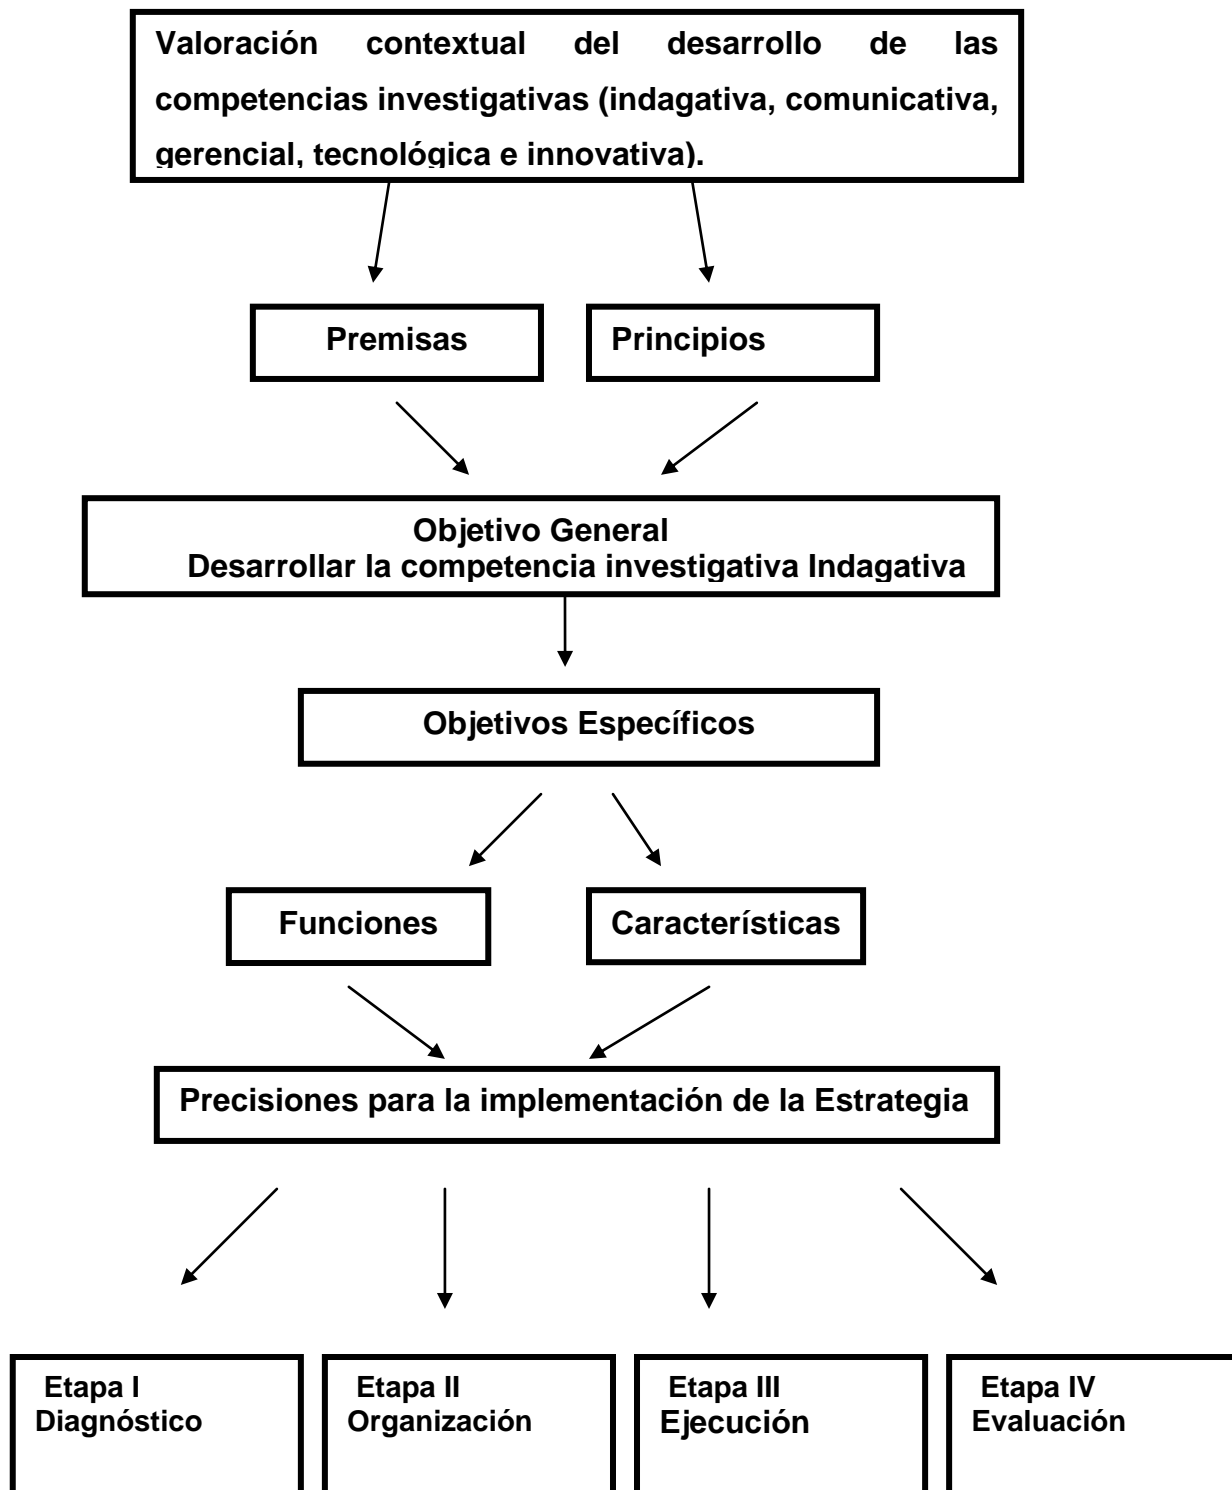 Valoración contextual del desarrollo de las
competencias investigativas (indagativa, comunicativa,
gerencial, tecnológica e innovativa).
Premisas
Principios
Objetivo General
Desarrollar la competencia investigativa Indagativa
Objetivos Específicos
Funciones
Características
Precisiones para la implementación de la Estrategia
Etapa I
Diagnóstico
Etapa II
Organización
Etapa III
Ejecución
Etapa IV
Evaluación